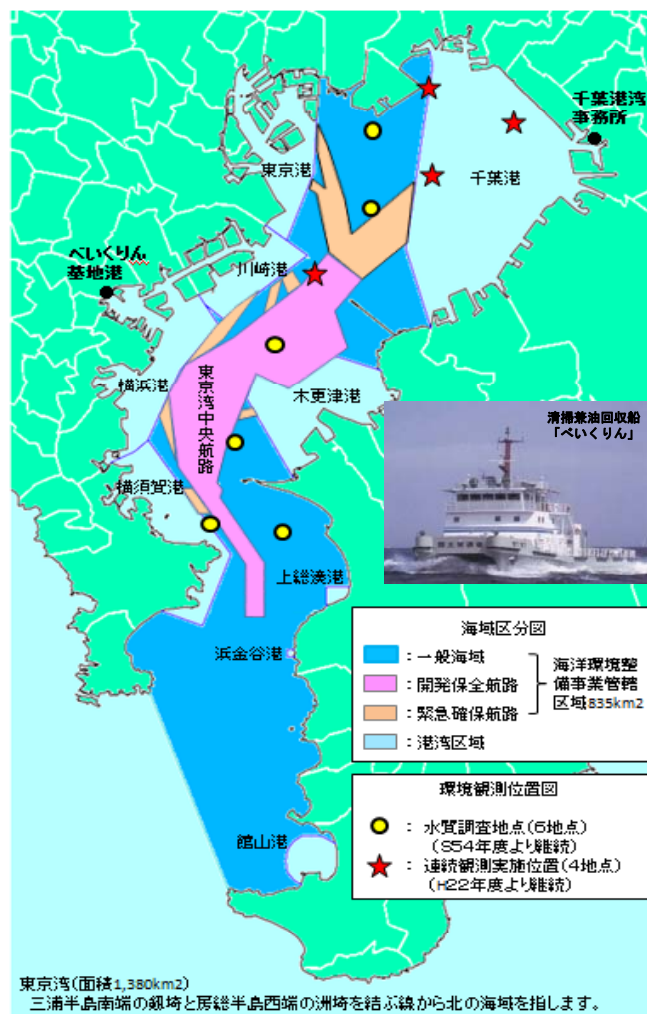 千葉港湾
事務所
東京港
千葉港
べいくりん
基地港
川崎港
横浜港
東京湾中央航路
木更津港
清掃兼油回収船
「べいくりん」
横須賀港
上総湊港
浜金谷港
館山港
海域区分図
：一般海域
：開発保全航路
：緊急確保航路
：港湾区域
海洋環境整
備事業管轄
区域835km2
環境観測位置図
： 水質調査地点(6地点)
(S54年度より継続)
： 連続観測実施位置(4地点)
(H22年度より継続)
東京湾(面積1,380km2)
三浦半島南端の剱埼と房総半島西端の洲埼を結ぶ線から北の海域を指します。